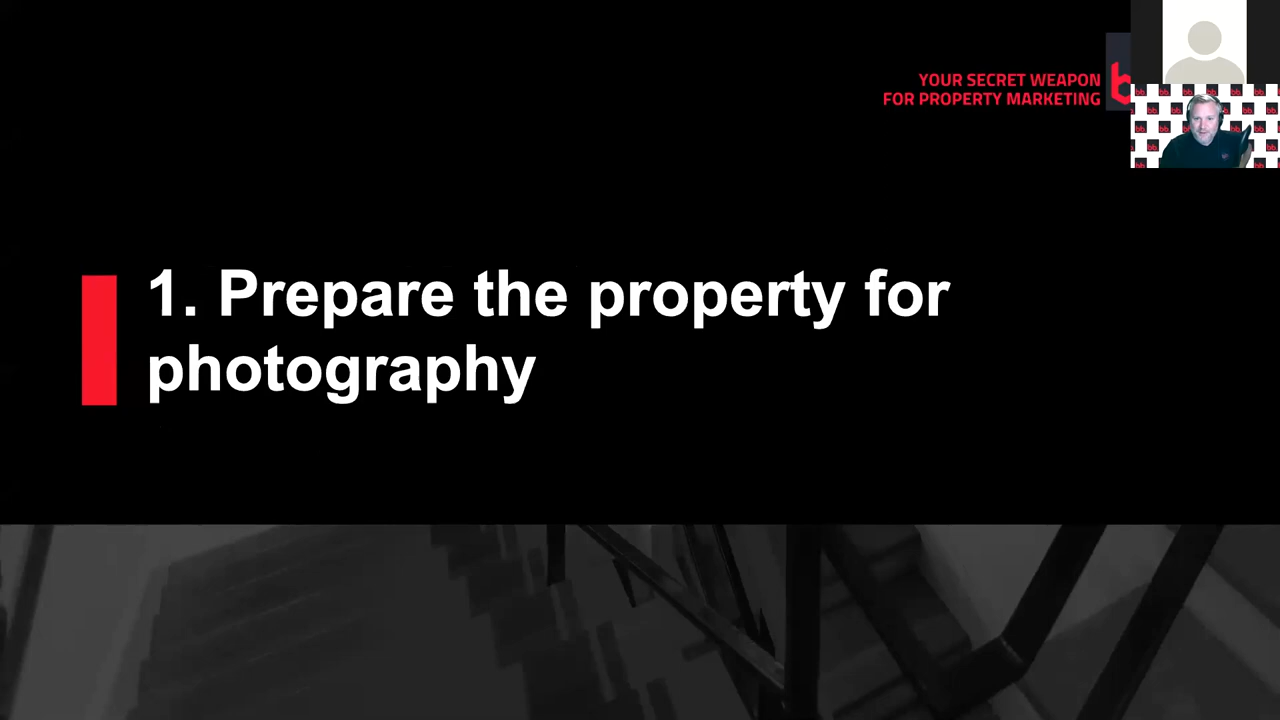 YOUR SECRET WEAPON
FOR PROPERTY MARKETING
1. Prepare the property for
photography